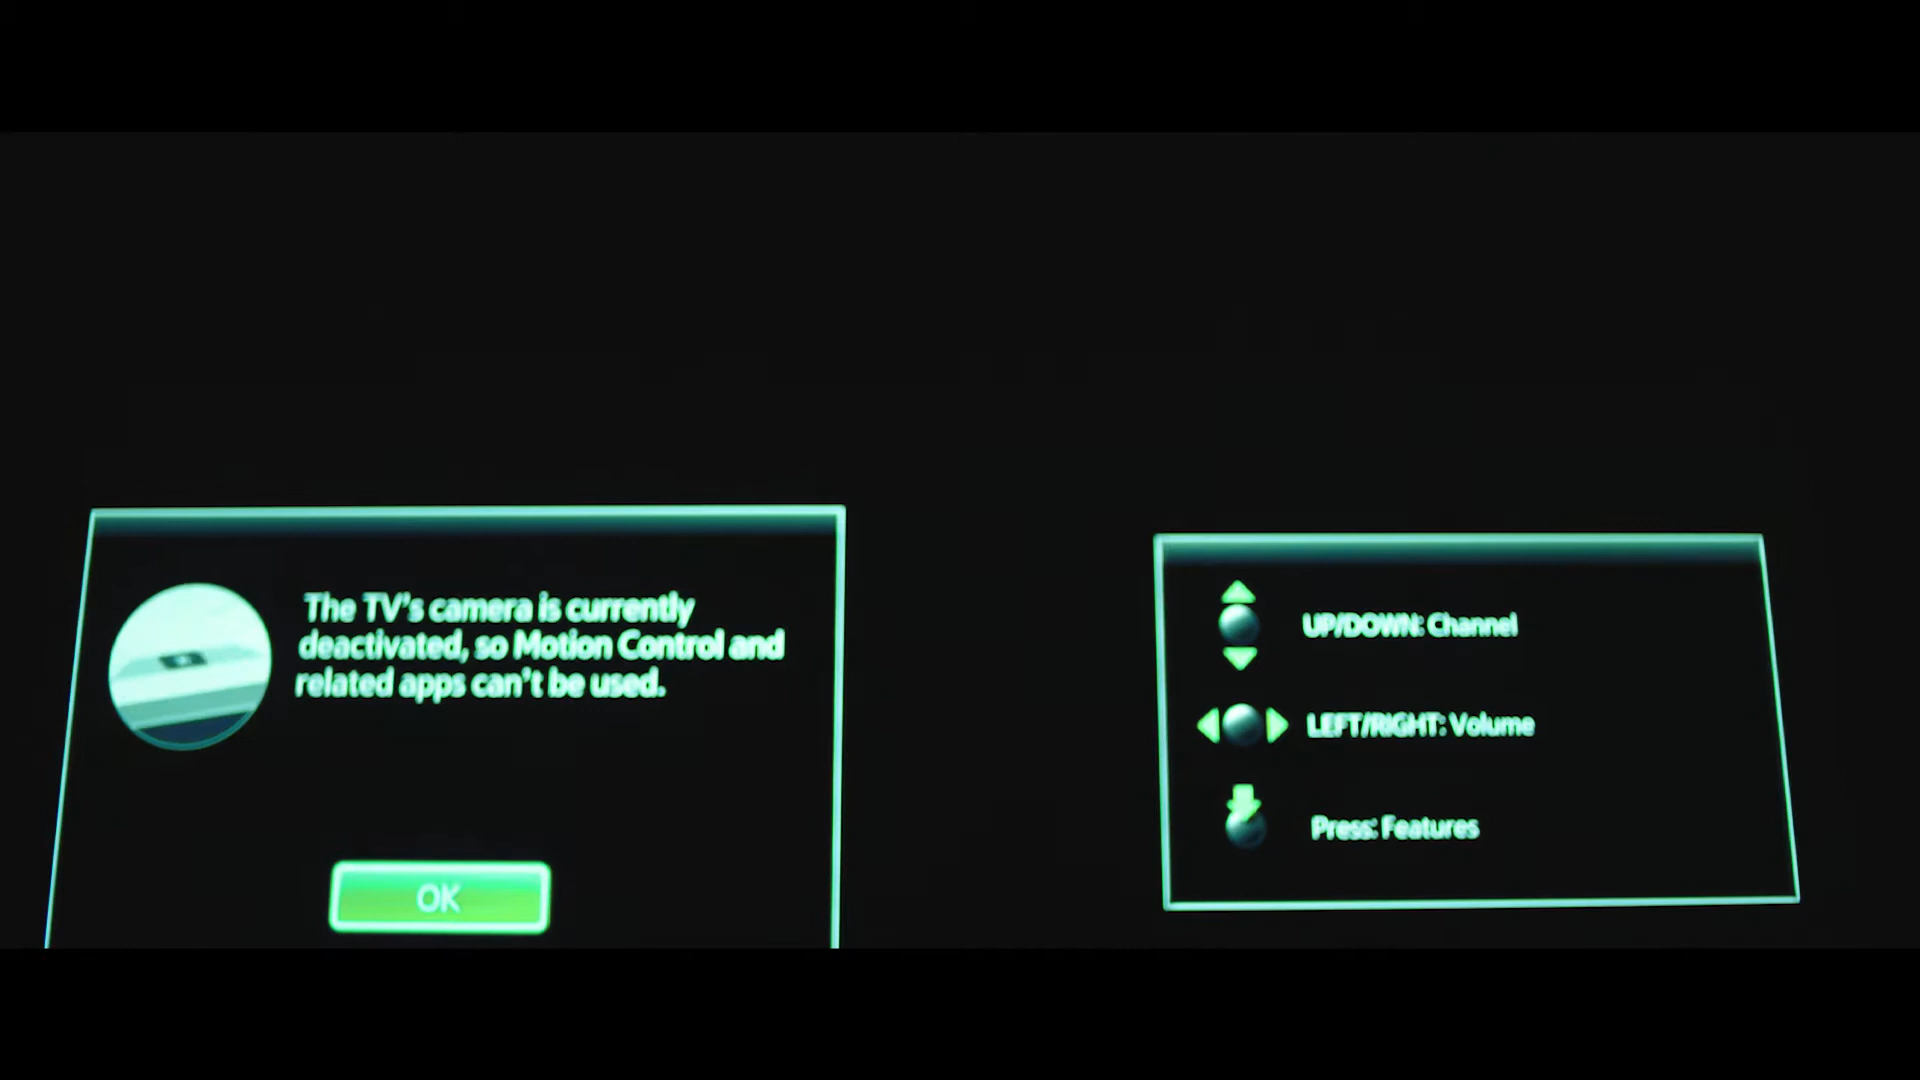 The TV's camera is currently
deactivated, so Motion Control and
related apps can't be used.
OK
UP/DOWN: Channel
LEFT/RIGHT: Volume
Press: Features